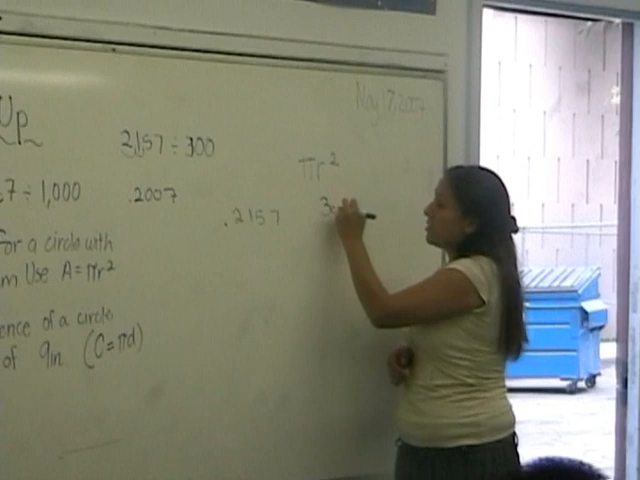 May 17, 2007
Up
2,157 ÷ 300
πr²
7 ÷ 1,000
.2007
.2157
3
for a circle with
m Use A = πr²
ence of a circle
of 9in (C = πd)